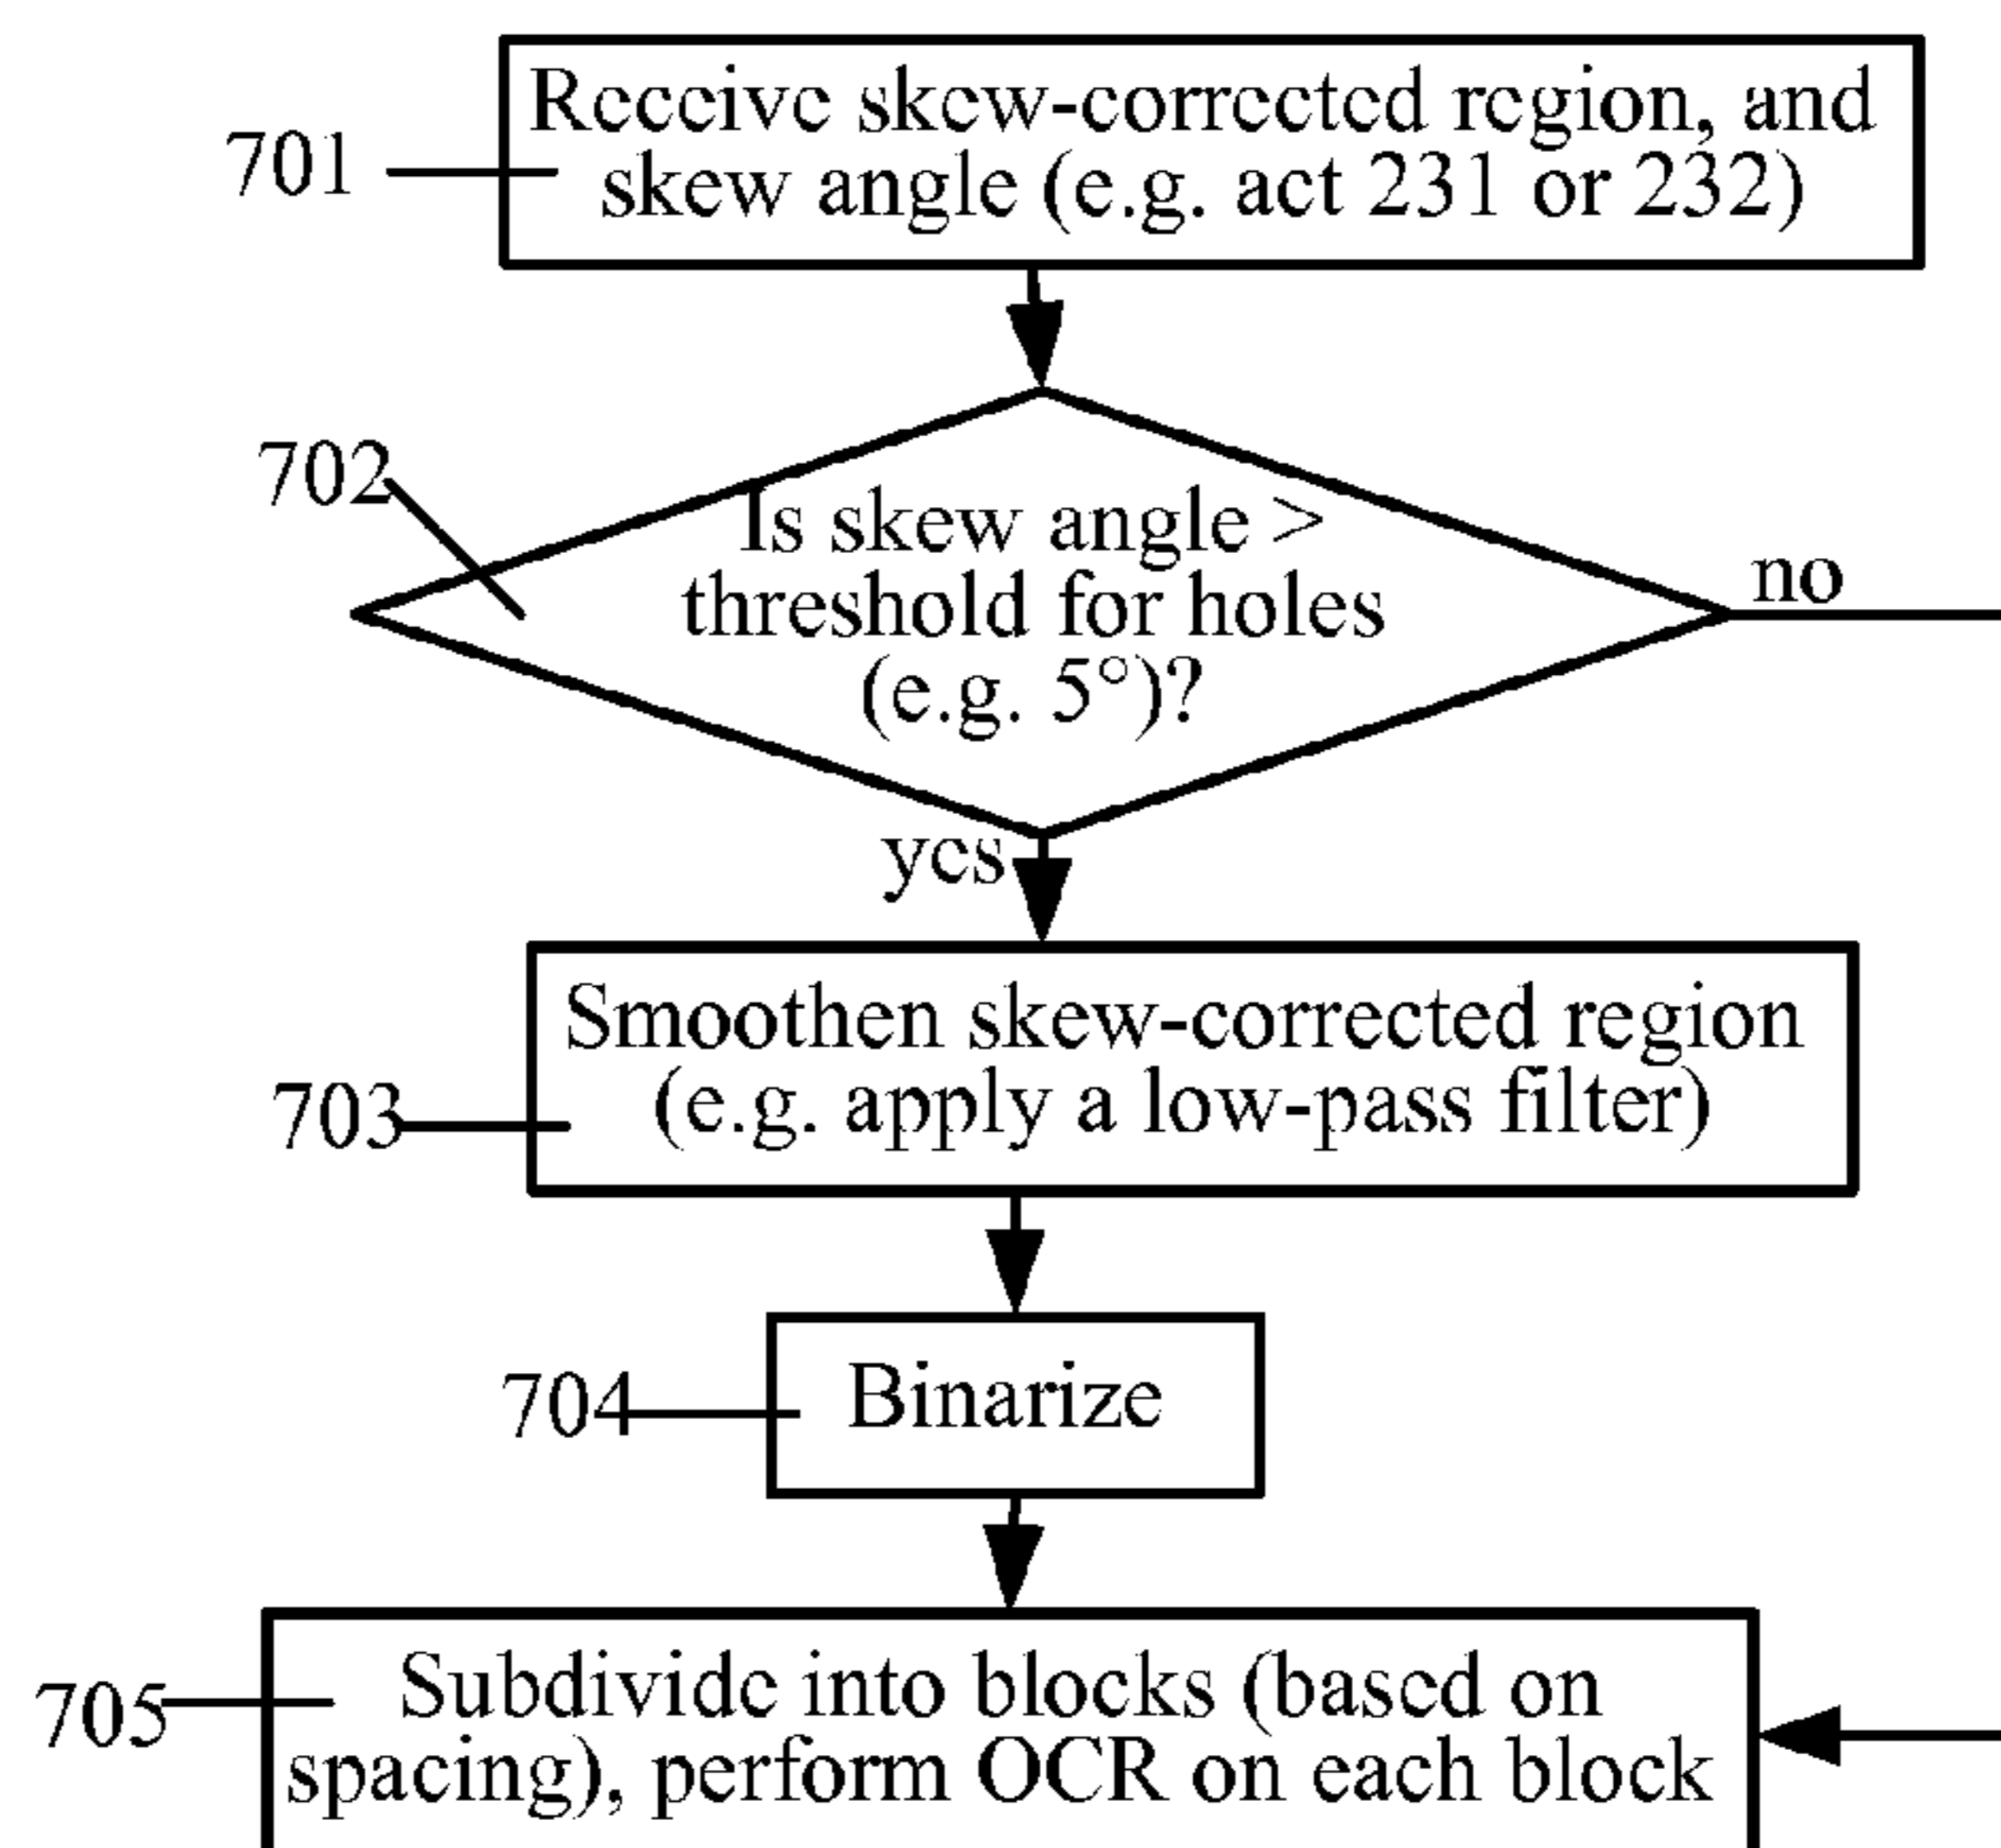 Receive skew-corrected region, and
701
skew angle (e.g. act 231 or 232)
702
Is skew angle >
threshold for holes
(e.g. 5°)?
no
yes
Smoothen skew-corrected region
703
(e.g. apply a low-pass filter)
704
Binarize
705
Subdivide into blocks (based on
spacing), perform OCR on each block